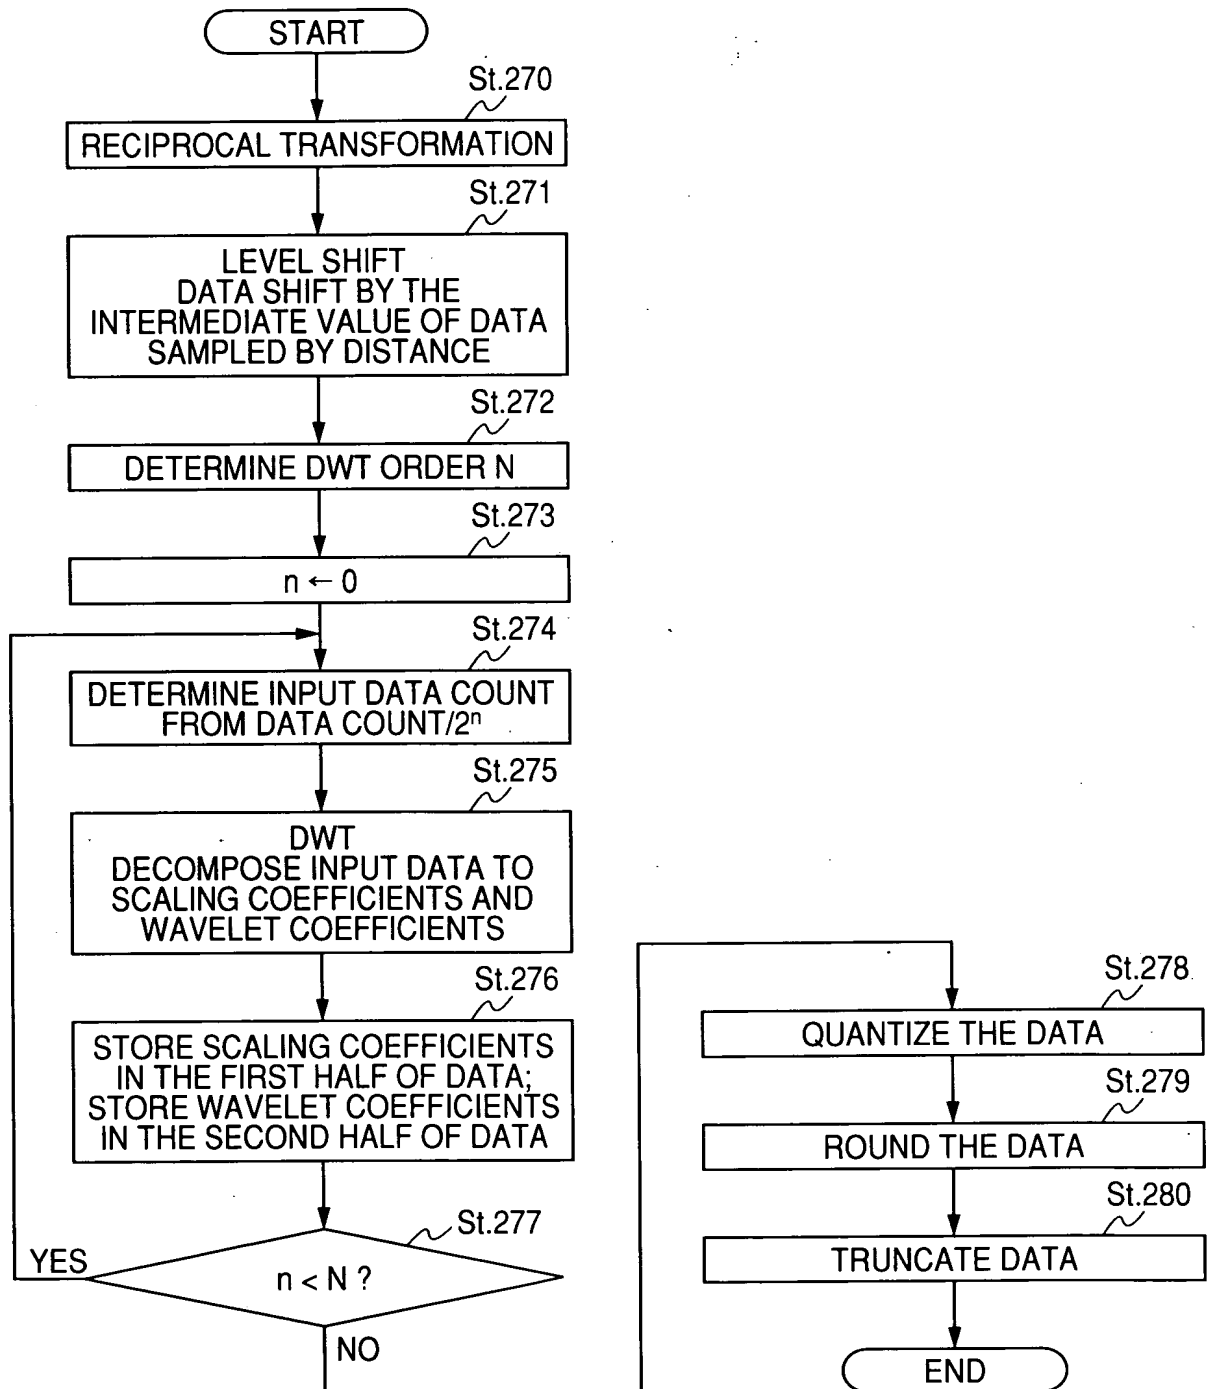 START
St.270
RECIPROCAL TRANSFORMATION
St.271
LEVEL SHIFT
DATA SHIFT BY THE
INTERMEDIATE VALUE OF DATA
SAMPLED BY DISTANCE
St.272
DETERMINE DWT ORDER N
St.273
n ← 0
St.274
DETERMINE INPUT DATA COUNT
FROM DATA COUNT/2ⁿ
St.275
DWT
DECOMPOSE INPUT DATA TO
SCALING COEFFICIENTS AND
WAVELET COEFFICIENTS
St.276
STORE SCALING COEFFICIENTS
IN THE FIRST HALF OF DATA;
STORE WAVELET COEFFICIENTS
IN THE SECOND HALF OF DATA
St.277
YES
n < N ?
NO
St.278
QUANTIZE THE DATA
St.279
ROUND THE DATA
St.280
TRUNCATE DATA
END